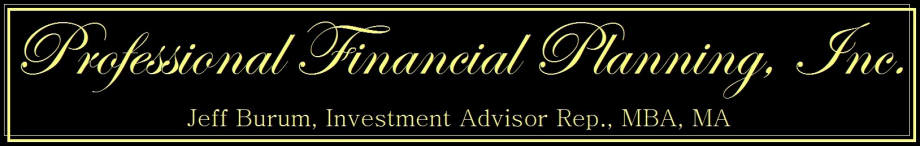 Professional Financial Planning, Inc.
Jeff Burum, Investment Advisor Rep., MBA, MA